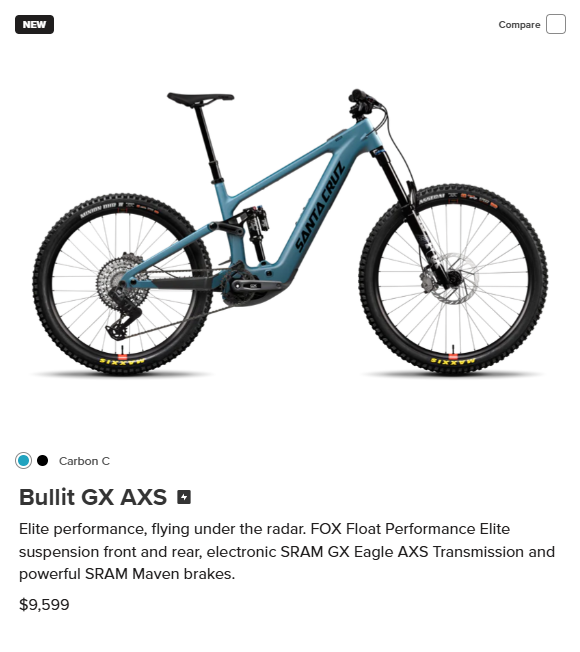 NEW
Compare
SANTA CRUZ
MAXXIS
MAXXIS
Carbon C
Bullit GX AXS
Elite performance, flying under the radar. FOX Float Performance Elite
suspension front and rear, electronic SRAM GX Eagle AXS Transmission and
powerful SRAM Maven brakes.
$9,599